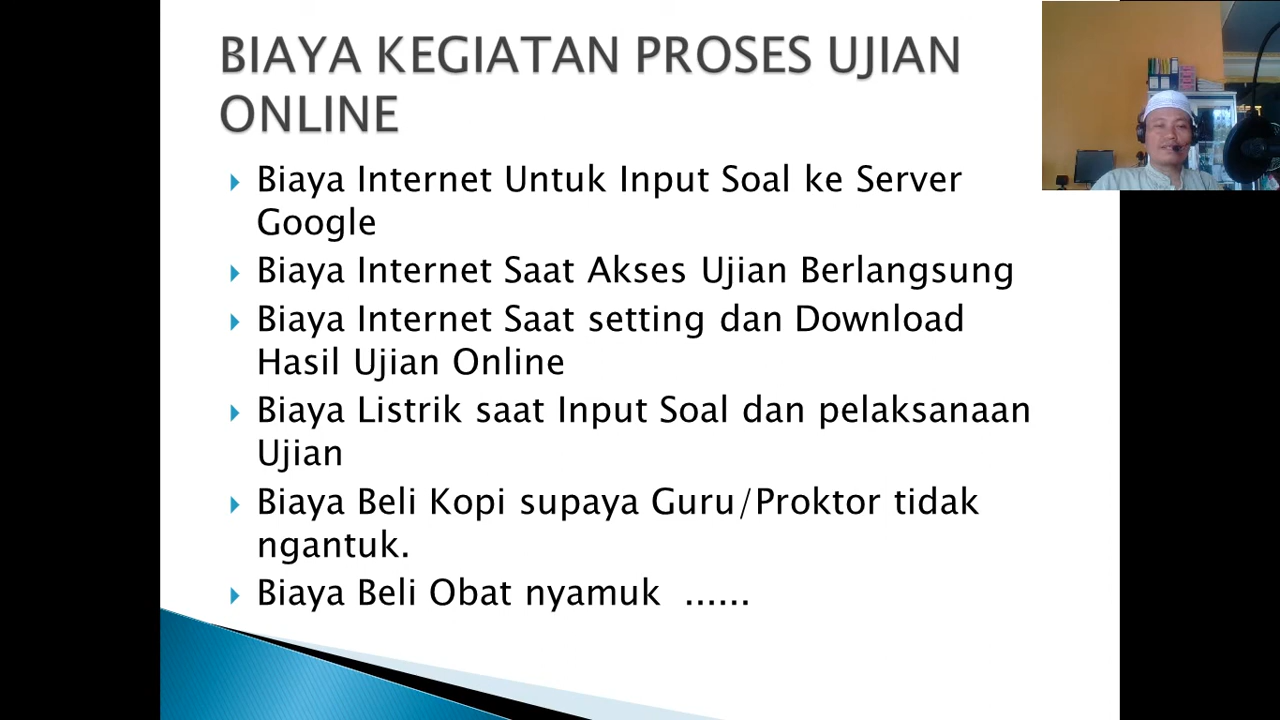 BIAYA KEGIATAN PROSES UJIAN
ONLINE
Biaya Internet Untuk Input Soal ke Server
Google
Biaya Internet Saat Akses Ujian Berlangsung
Biaya Internet Saat setting dan Download
Hasil Ujian Online
Biaya Listrik saat Input Soal dan pelaksanaan
Ujian
Biaya Beli Kopi supaya Guru/Proktor tidak
ngantuk.
Biaya Beli Obat nyamuk ......